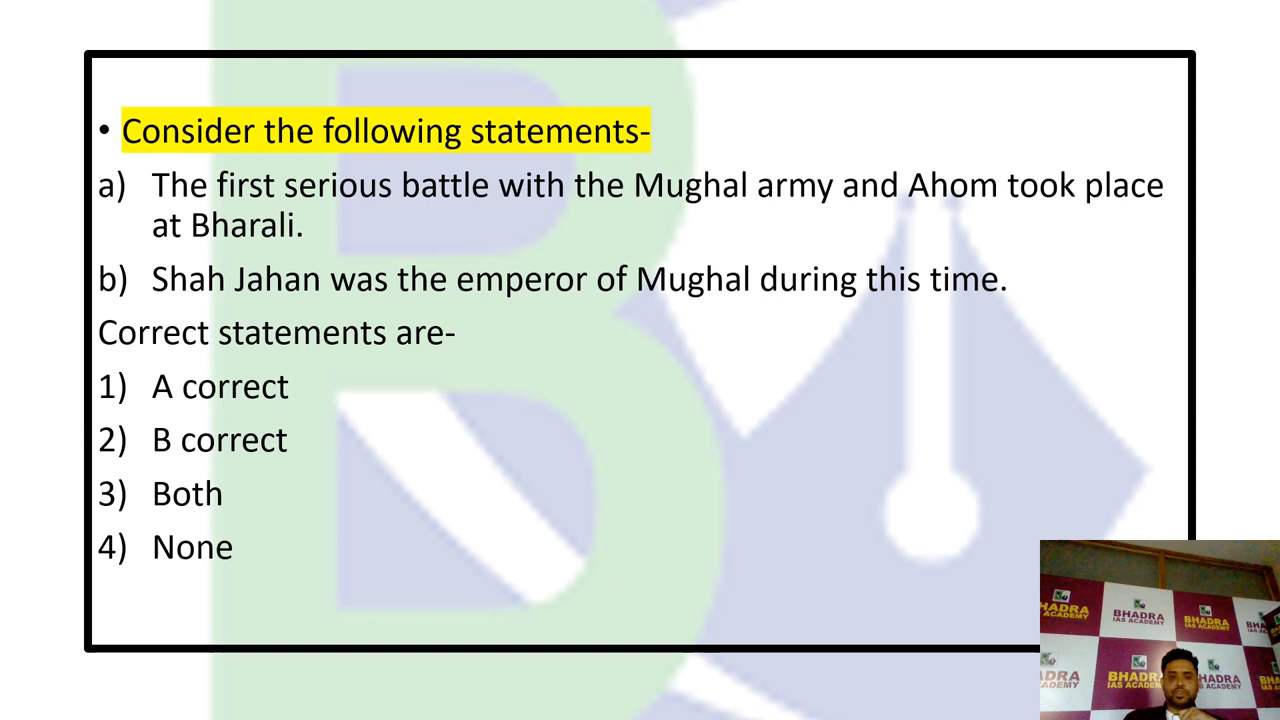 • Consider the following statements-
a) The first serious battle with the Mughal army and Ahom took place
at Bharali.
b) Shah Jahan was the emperor of Mughal during this time.
Correct statements are-
1) A correct
2) B correct
3) Both
4) None
HADRA
ACADEMY
BHADRA
IAS ACADEMY
BHADRA
IAS ACADEMY
BHADRA
IAS ACADEM